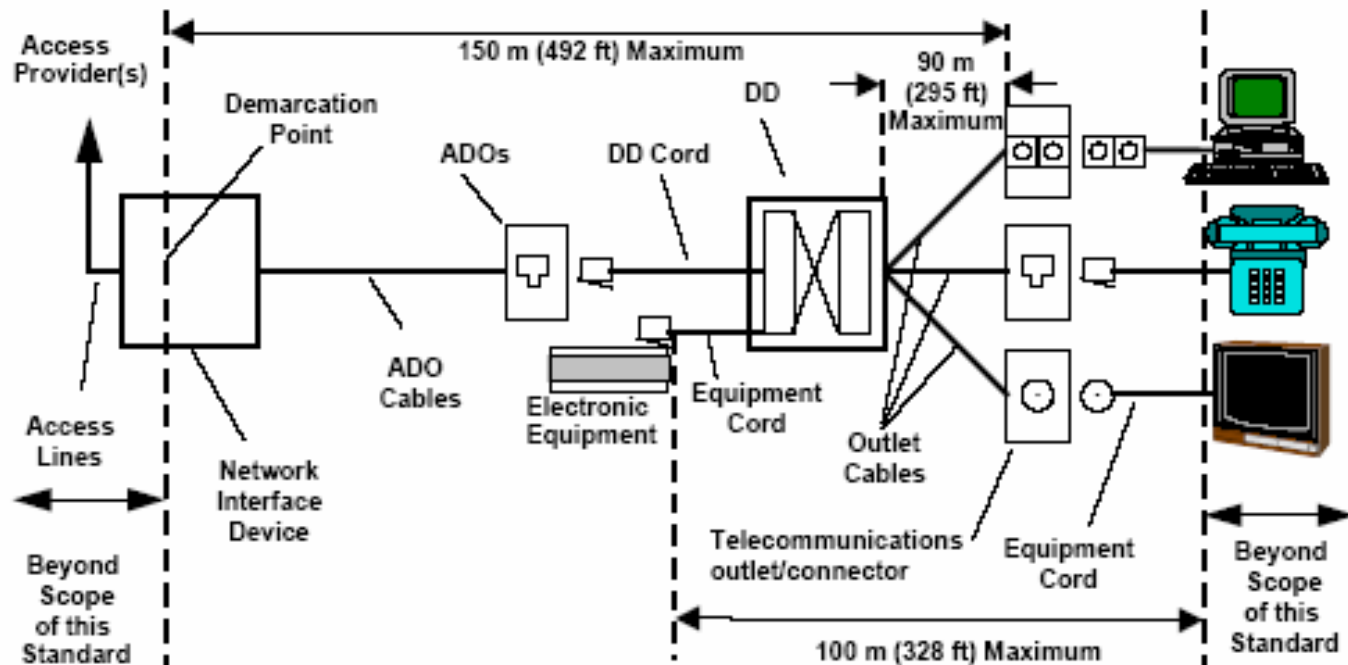 Access
Provider(s)
150 m (492 ft) Maximum
90 m
(295 ft)
Maximum
Demarcation
Point
ADOs
DD Cord
DD
ADO
Cables
Electronic
Equipment
Equipment
Cord
Outlet
Cables
Access
Lines
Network
Interface
Device
Telecommunications
outlet/connector
Equipment
Cord
Beyond
Scope
of this
Standard
Beyond
Scope
of this
Standard
100 m (328 ft) Maximum